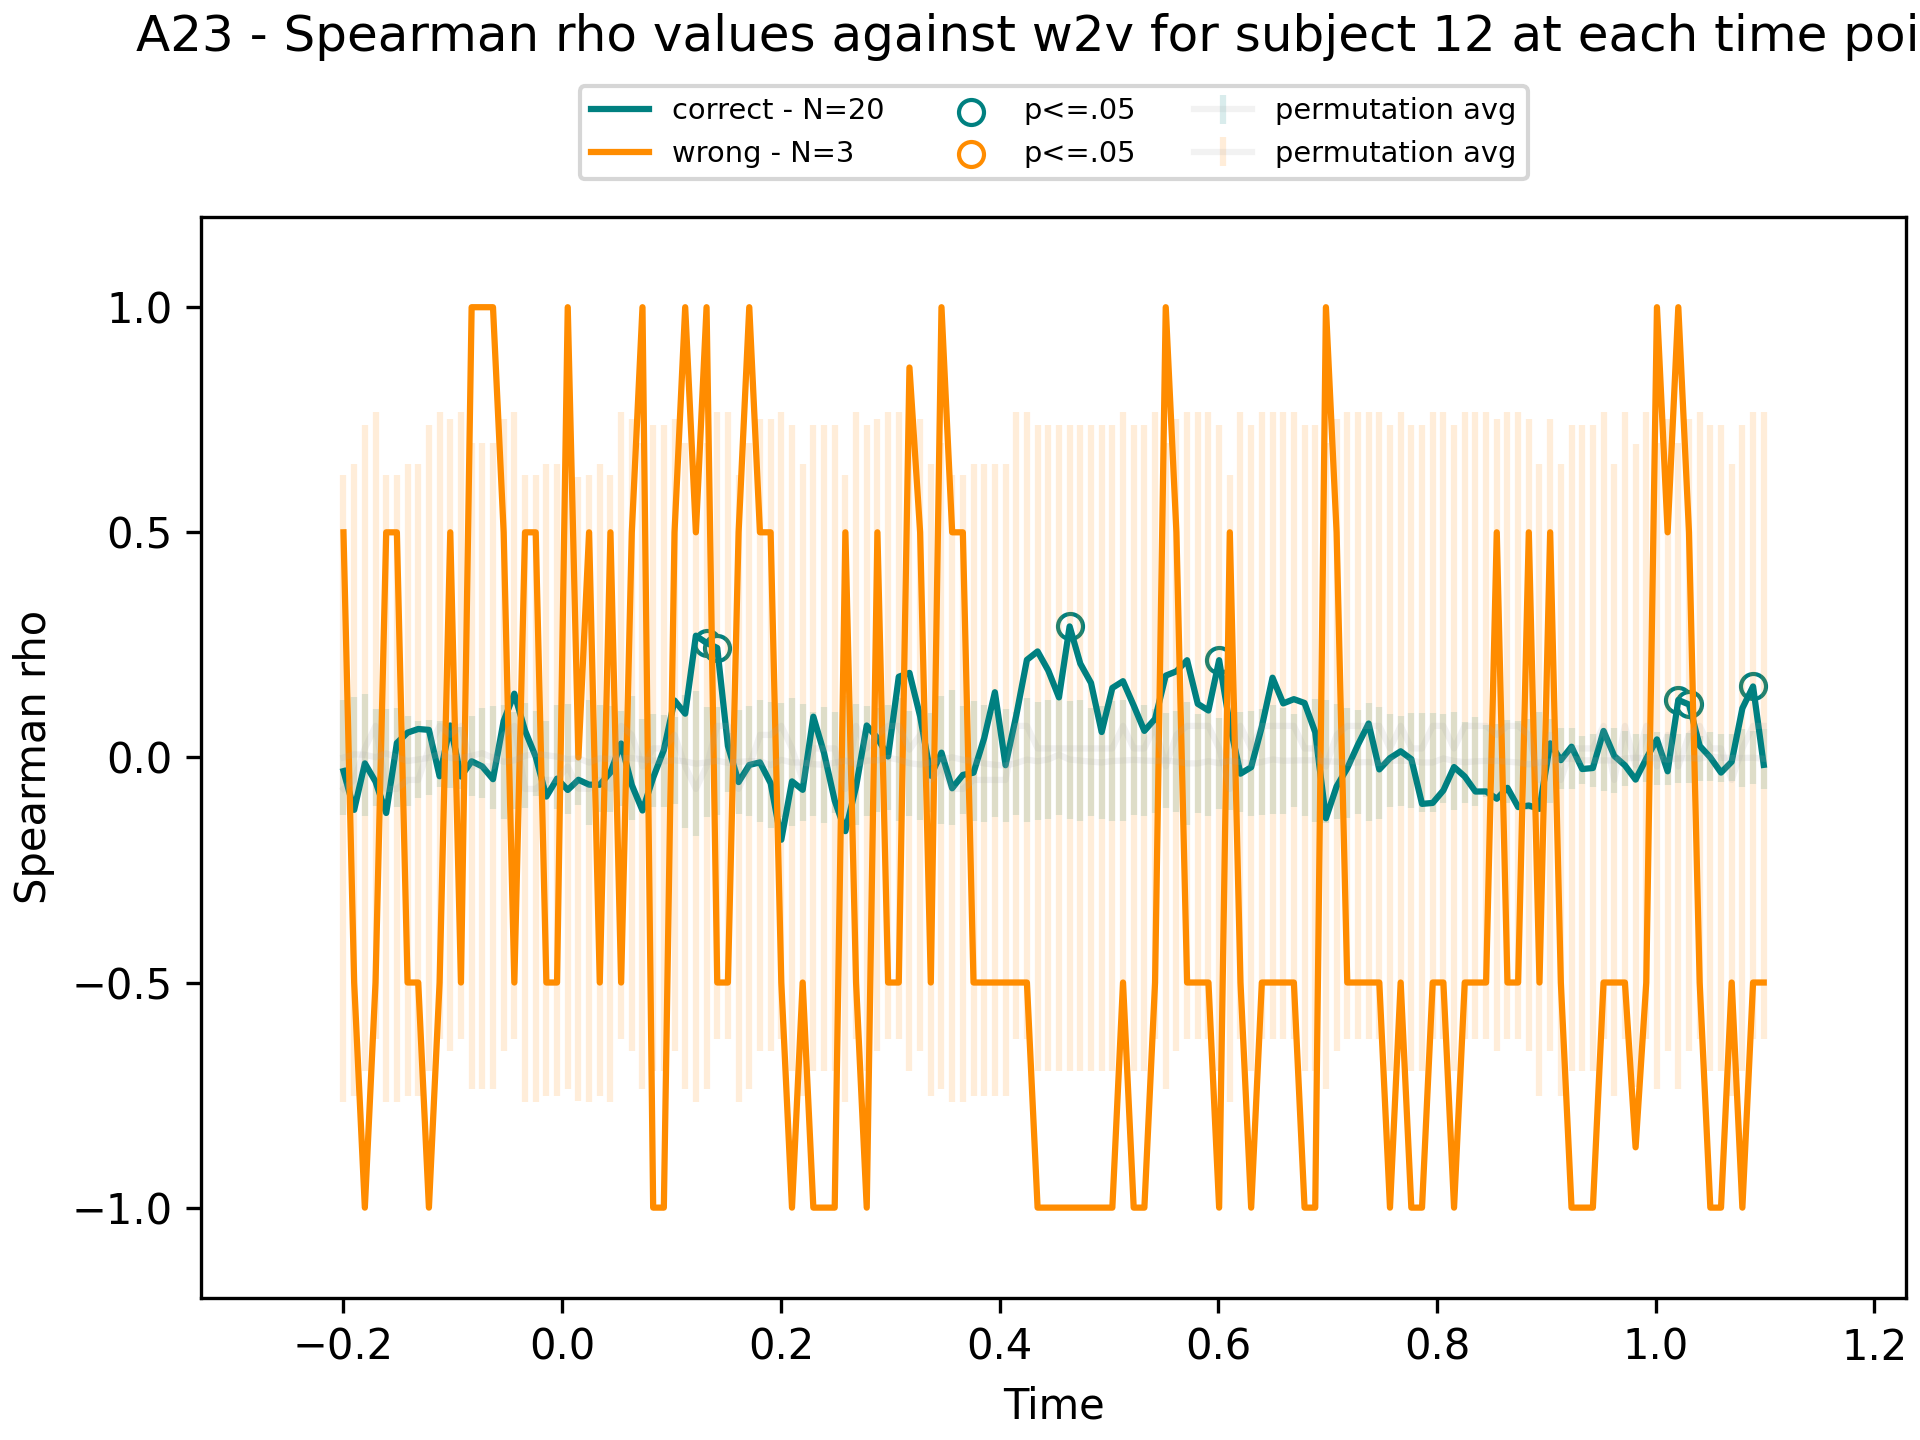 A23 - Spearman rho values against w2v for subject 12 at each time poi
correct - N=20 p<=.05 permutation avg
wrong - N=3 p<=.05 permutation avg
1.0
0.5
0.0
−0.5
−1.0
Spearman rho
−0.2 0.0 0.2 0.4 0.6 0.8 1.0 1.2
Time